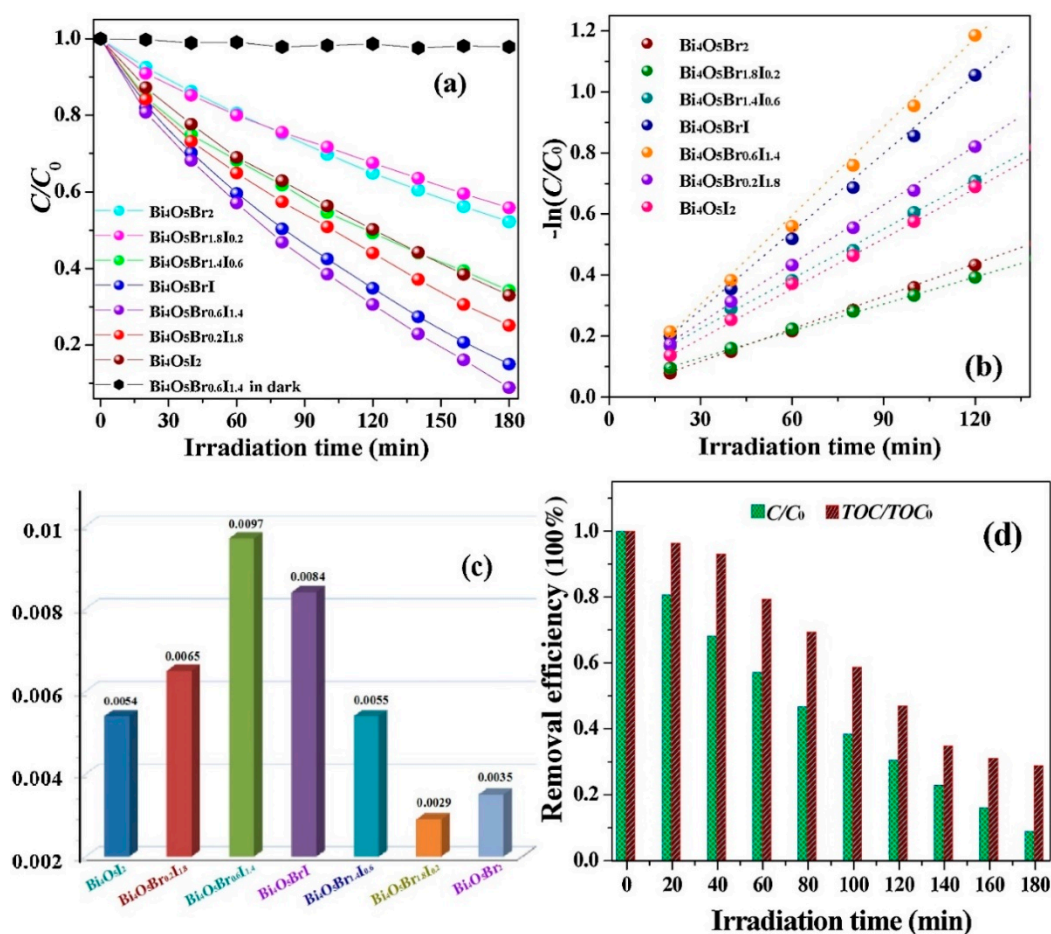 (a)
1.0
0.8
0.6
0.4
0.2
C/C₀
Bi₄O₅Br₂
Bi₄O₅Br₁.₈I₀.₂
Bi₄O₅Br₁.₄I₀.₆
Bi₄O₅BrI
Bi₄O₅Br₀.₆I₁.₄
Bi₄O₅Br₀.₂I₁.₈
Bi₄O₅I₂
Bi₄O₅Br₀.₆I₁.₄ in dark
0 30 60 90 120 150 180
Irradiation time (min)
(b)
1.2
0.9
0.6
0.3
0.0
-ln(C/C₀)
Bi₄O₅Br₂
Bi₄O₅Br₁.₈I₀.₂
Bi₄O₅Br₁.₄I₀.₆
Bi₄O₅BrI
Bi₄O₅Br₀.₆I₁.₄
Bi₄O₅Br₀.₂I₁.₈
Bi₄O₅I₂
0 30 60 90 120
Irradiation time (min)
(c)
0.01
0.008
0.006
0.004
0.002
0.0054
0.0065
0.0097
0.0084
0.0055
0.0029
0.0035
Bi₄O₅I₂
Bi₄O₅Br₀.₂I₁.₈
Bi₄O₅Br₀.₆I₁.₄
Bi₄O₅BrI
Bi₄O₅Br₁.₄I₀.₆
Bi₄O₅Br₁.₈I₀.₂
Bi₄O₅Br₂
(d)
C/C₀ TOC/TOC₀
1.0
0.8
0.6
0.4
0.2
0.0
Removal efficiency (100%)
0 20 40 60 80 100 120 140 160 180
Irradiation time (min)